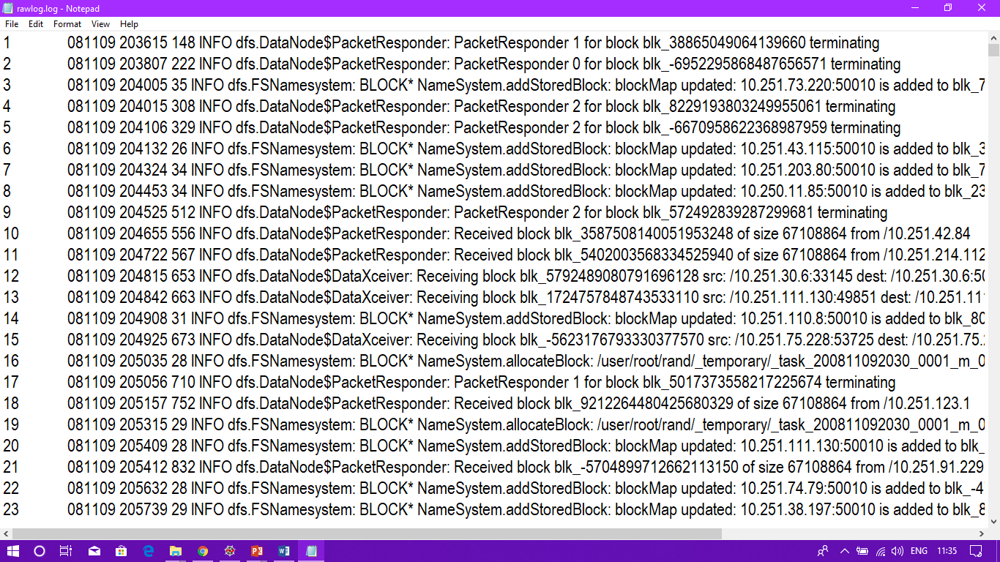 rawlog.log - Notepad
File Edit Format View Help
1 081109 203615 148 INFO dfs.DataNode$PacketResponder: PacketResponder 1 for block blk_38865049064139660 terminating
2 081109 203807 222 INFO dfs.DataNode$PacketResponder: PacketResponder 0 for block blk_-6952295868487656571 terminating
3 081109 204005 35 INFO dfs.FSNamesystem: BLOCK* NameSystem.addStoredBlock: blockMap updated: 10.251.73.220:50010 is added to blk_7
4 081109 204015 308 INFO dfs.DataNode$PacketResponder: PacketResponder 2 for block blk_8229193803249955061 terminating
5 081109 204106 329 INFO dfs.DataNode$PacketResponder: PacketResponder 2 for block blk_-6670958622368987959 terminating
6 081109 204132 26 INFO dfs.FSNamesystem: BLOCK* NameSystem.addStoredBlock: blockMap updated: 10.251.43.115:50010 is added to blk_3
7 081109 204324 34 INFO dfs.FSNamesystem: BLOCK* NameSystem.addStoredBlock: blockMap updated: 10.251.203.80:50010 is added to blk_7
8 081109 204453 34 INFO dfs.FSNamesystem: BLOCK* NameSystem.addStoredBlock: blockMap updated: 10.250.11.85:50010 is added to blk_23
9 081109 204525 512 INFO dfs.DataNode$PacketResponder: PacketResponder 2 for block blk_572492839287299681 terminating
10 081109 204655 556 INFO dfs.DataNode$PacketResponder: Received block blk_3587508140051953248 of size 67108864 from /10.251.42.84
11 081109 204722 567 INFO dfs.DataNode$PacketResponder: Received block blk_5402003568334525940 of size 67108864 from /10.251.214.112
12 081109 204815 653 INFO dfs.DataNode$DataXceiver: Receiving block blk_5792489080791696128 src: /10.251.30.6:33145 dest: /10.251.30.6:50
13 081109 204842 663 INFO dfs.DataNode$DataXceiver: Receiving block blk_1724757848743533110 src: /10.251.111.130:49851 dest: /10.251.11
14 081109 204908 31 INFO dfs.FSNamesystem: BLOCK* NameSystem.addStoredBlock: blockMap updated: 10.251.110.8:50010 is added to blk_80
15 081109 204925 673 INFO dfs.DataNode$DataXceiver: Receiving block blk_-5623176793330377570 src: /10.251.75.228:53725 dest: /10.251.75.
16 081109 205035 28 INFO dfs.FSNamesystem: BLOCK* NameSystem.allocateBlock: /user/root/rand/_temporary/_task_200811092030_0001_m_0
17 081109 205056 710 INFO dfs.DataNode$PacketResponder: PacketResponder 1 for block blk_5017373558217225674 terminating
18 081109 205157 752 INFO dfs.DataNode$PacketResponder: Received block blk_9212264480425680329 of size 67108864 from /10.251.123.1
19 081109 205315 29 INFO dfs.FSNamesystem: BLOCK* NameSystem.allocateBlock: /user/root/rand/_temporary/_task_200811092030_0001_m_0
20 081109 205409 28 INFO dfs.FSNamesystem: BLOCK* NameSystem.addStoredBlock: blockMap updated: 10.251.111.130:50010 is added to blk_
21 081109 205412 832 INFO dfs.DataNode$PacketResponder: Received block blk_-5704899712662113150 of size 67108864 from /10.251.91.229
22 081109 205632 28 INFO dfs.FSNamesystem: BLOCK* NameSystem.addStoredBlock: blockMap updated: 10.251.74.79:50010 is added to blk_-4
23 081109 205739 29 INFO dfs.FSNamesystem: BLOCK* NameSystem.addStoredBlock: blockMap updated: 10.251.38.197:50010 is added to blk_8
ENG 11:35